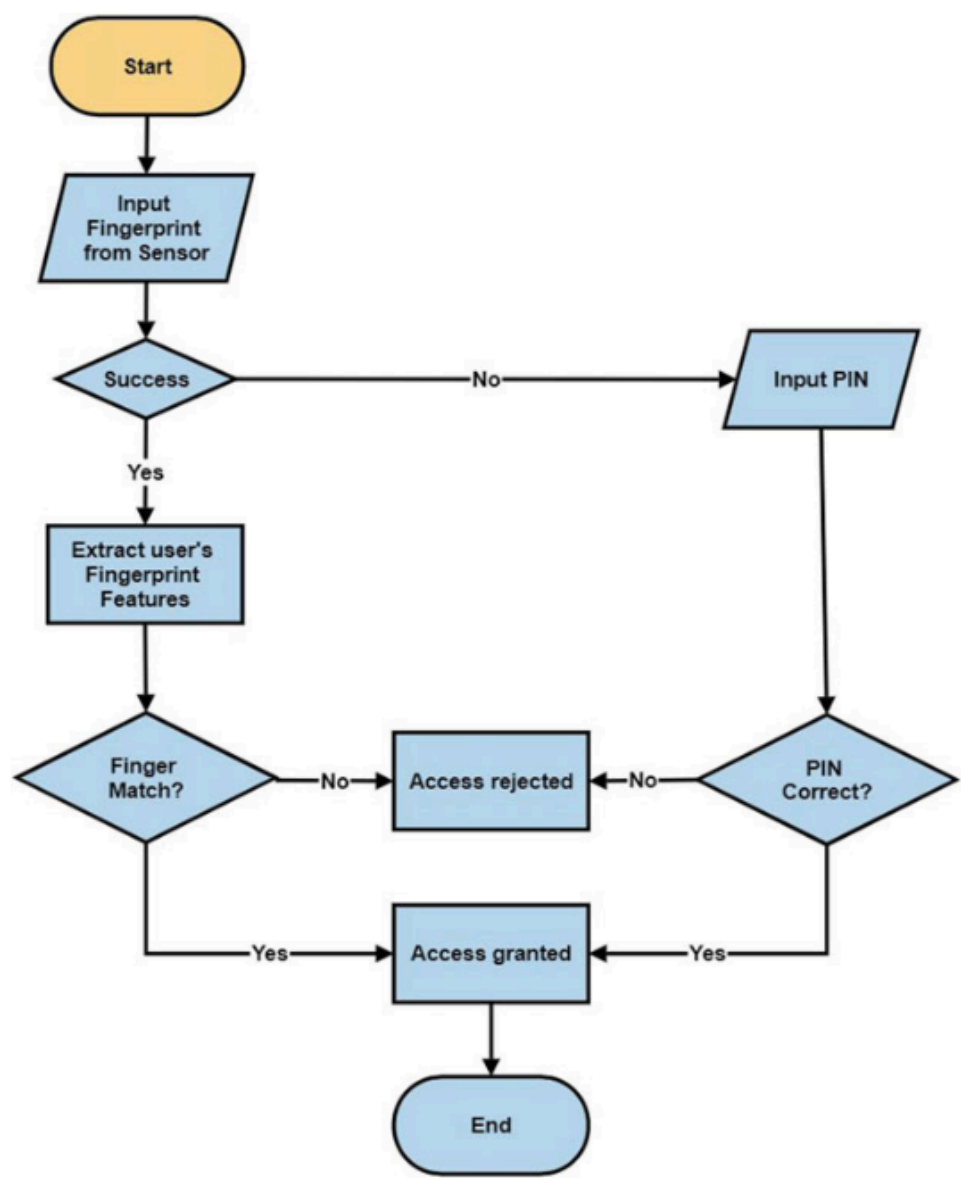 Start
Input
Fingerprint
from Sensor
Success
No
Input PIN
Yes
Extract user's
Fingerprint
Features
Finger
Match?
No
Access rejected
No
PIN
Correct?
Yes
Access granted
Yes
End